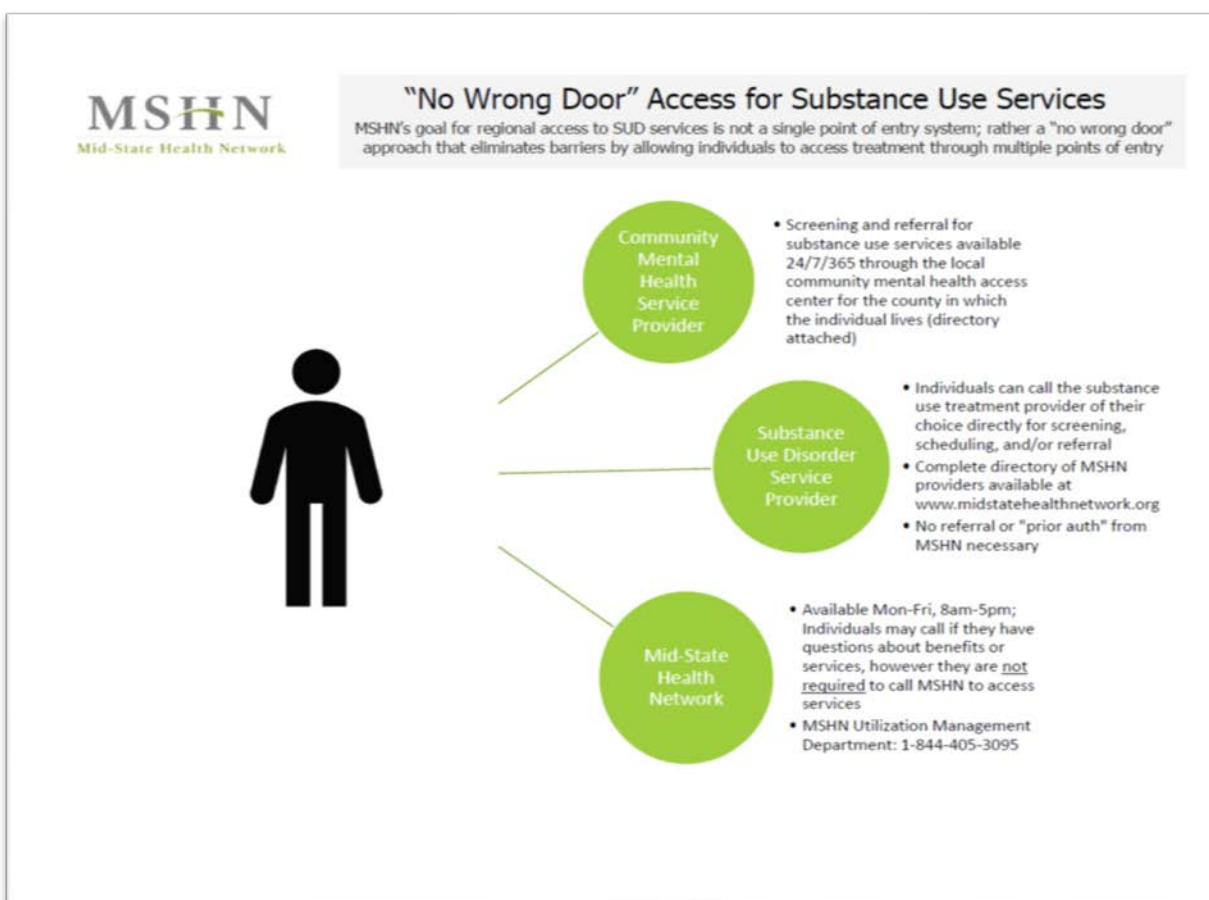 MSHN
Mid-State Health Network
“No Wrong Door” Access for Substance Use Services
MSHN’s goal for regional access to SUD services is not a single point of entry system; rather a “no wrong door”
approach that eliminates barriers by allowing individuals to access treatment through multiple points of entry
Community
Mental
Health
Service
Provider
• Screening and referral for
substance use services available
24/7/365 through the local
community mental health access
center for the county in which
the individual lives (directory
attached)
Substance
Use Disorder
Service
Provider
• Individuals can call the substance
use treatment provider of their
choice directly for screening,
scheduling, and/or referral
• Complete directory of MSHN
providers available at
www.midstatehealthnetwork.org
• No referral or "prior auth" from
MSHN necessary
Mid-State
Health
Network
• Available Mon-Fri, 8am-5pm;
Individuals may call if they have
questions about benefits or
services, however they are not
required to call MSHN to access
services
• MSHN Utilization Management
Department: 1-844-405-3095